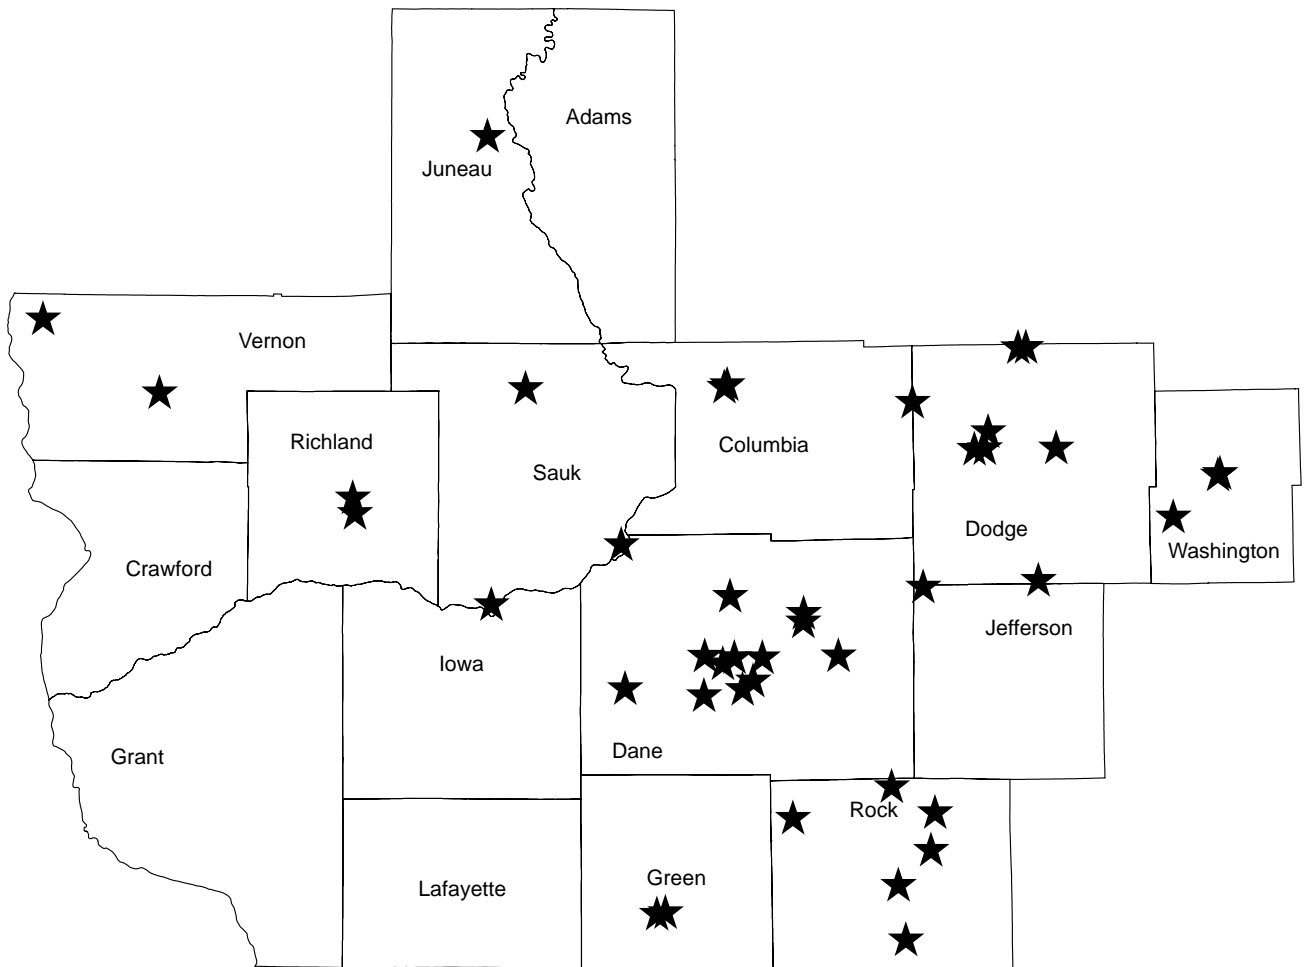 Adams
Juneau
Vernon
Richland
Columbia
Sauk
Dodge
Washington
Crawford
Jefferson
Iowa
Dane
Grant
Rock
Green
Lafayette